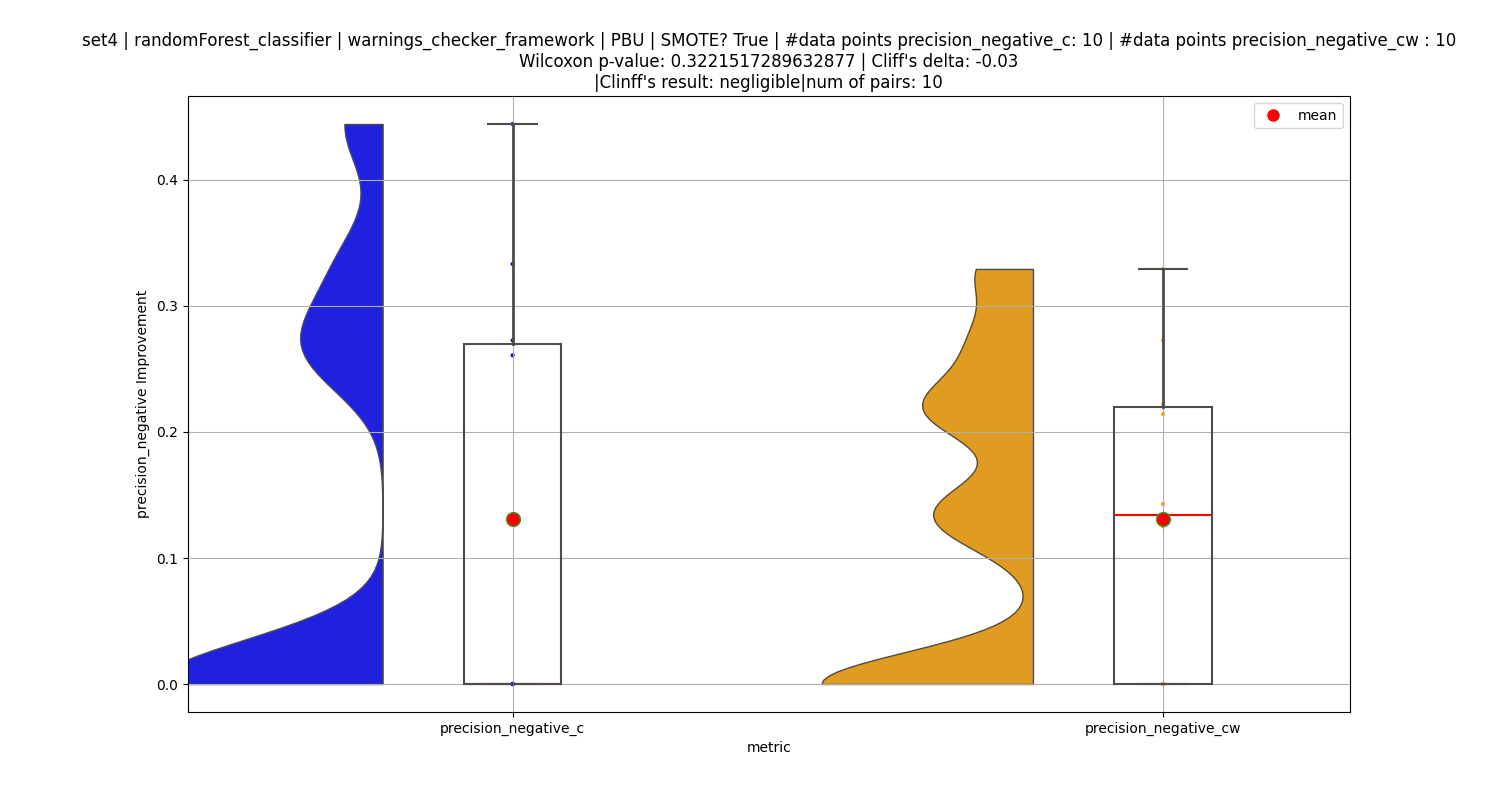 set4 | randomForest_classifier | warnings_checker_framework | PBU | SMOTE? True | #data points precision_negative_c: 10 | #data points precision_negative_cw : 10
Wilcoxon p-value: 0.3221517289632877 | Cliff's delta: -0.03
|Clinff's result: negligible|num of pairs: 10
mean
0.4
0.3
0.2
0.1
0.0
precision_negative Improvement
precision_negative_c
precision_negative_cw
metric